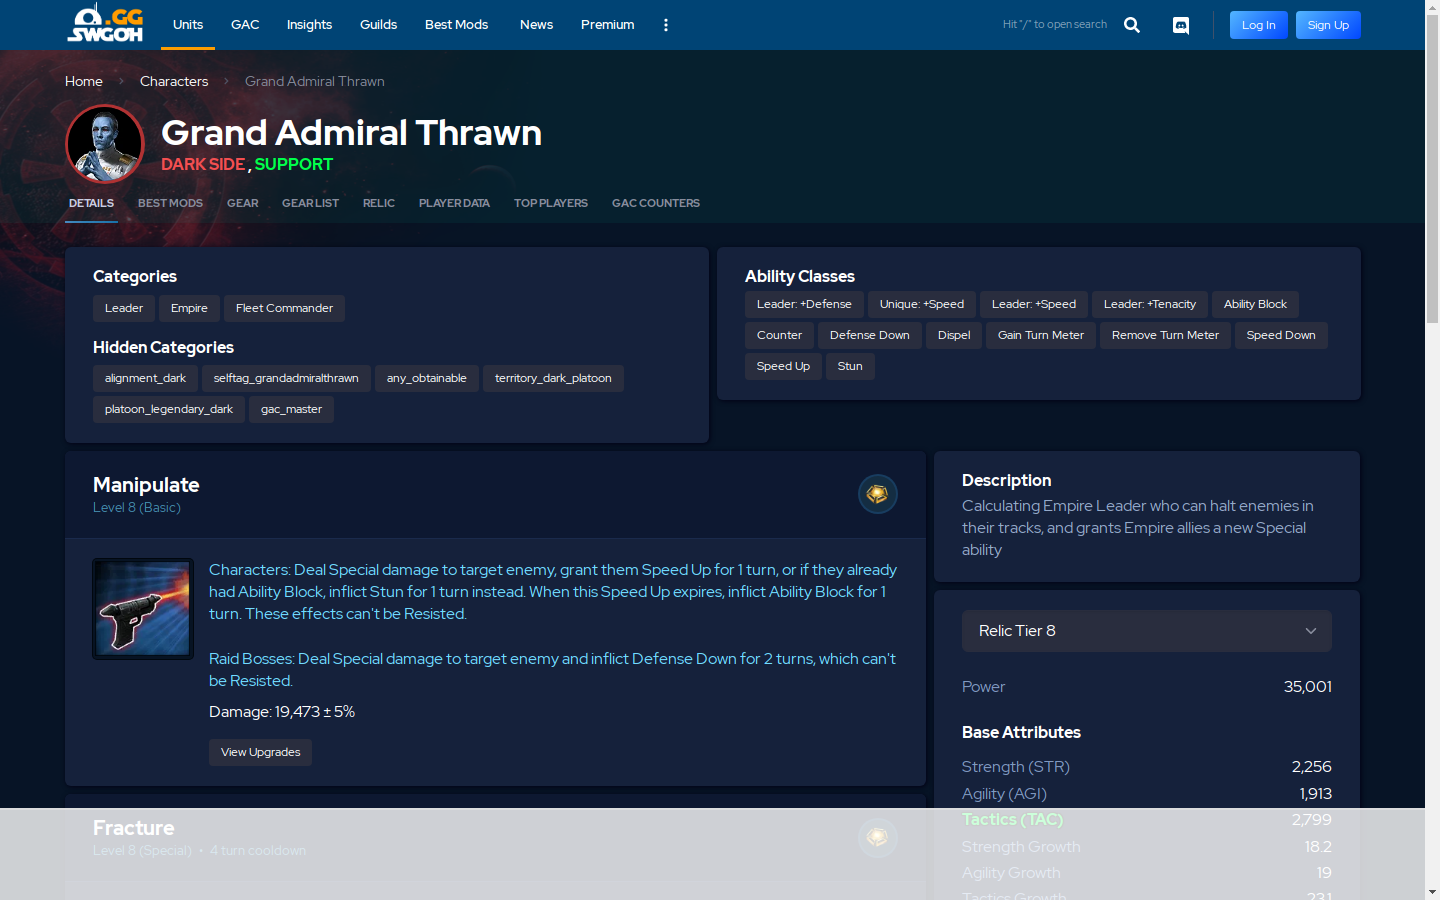 .GG
SWGOH
Units
GAC
Insights
Guilds
Best Mods
News
Premium
Hit "/" to open search
Log In
Sign Up
Home
Characters
Grand Admiral Thrawn
Grand Admiral Thrawn
DARK SIDE , SUPPORT
DETAILS
BEST MODS
GEAR
GEAR LIST
RELIC
PLAYER DATA
TOP PLAYERS
GAC COUNTERS
Categories
Leader
Empire
Fleet Commander
Hidden Categories
alignment_dark
selftag_grandadmiralthrawn
any_obtainable
territory_dark_platoon
platoon_legendary_dark
gac_master
Ability Classes
Leader: +Defense
Unique: +Speed
Leader: +Speed
Leader: +Tenacity
Ability Block
Counter
Defense Down
Dispel
Gain Turn Meter
Remove Turn Meter
Speed Down
Speed Up
Stun
Manipulate
Level 8 (Basic)
Characters: Deal Special damage to target enemy, grant them Speed Up for 1 turn, or if they already
had Ability Block, inflict Stun for 1 turn instead. When this Speed Up expires, inflict Ability Block for 1
turn. These effects can't be Resisted.
Raid Bosses: Deal Special damage to target enemy and inflict Defense Down for 2 turns, which can't
be Resisted.
Damage: 19,473 ± 5%
View Upgrades
Fracture
Level 8 (Special) • 4 turn cooldown
Description
Calculating Empire Leader who can halt enemies in
their tracks, and grants Empire allies a new Special
ability
Relic Tier 8
Power 35,001
Base Attributes
Strength (STR) 2,256
Agility (AGI) 1,913
Tactics (TAC) 2,799
Strength Growth 18.2
Agility Growth 19
Tactics Growth 23.1